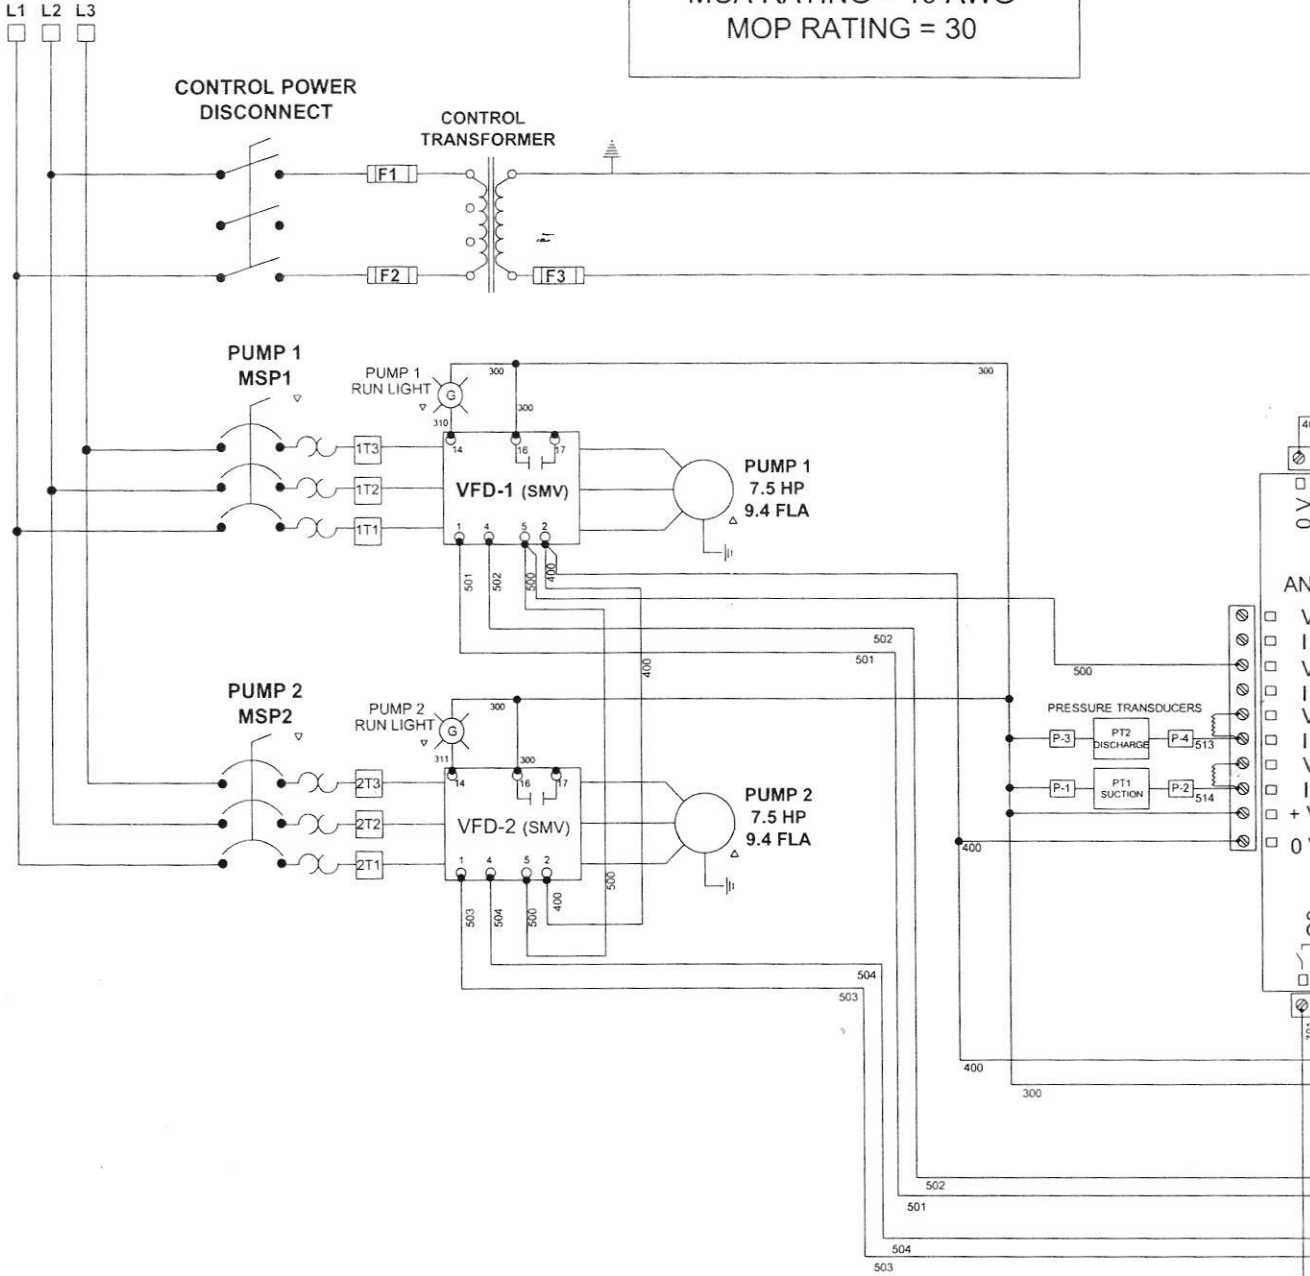 L1 L2 L3
MOP RATING = 30
CONTROL POWER
DISCONNECT
CONTROL
TRANSFORMER
F1
F2
F3
PUMP 1
MSP1
PUMP 1
RUN LIGHT
G
300
300
300
310
14
16
17
1T3
1T2
1T1
VFD-1 (SMV)
1
4
5
2
PUMP 1
7.5 HP
9.4 FLA
501
502
500
400
502
501
400
500
PUMP 2
MSP2
PUMP 2
RUN LIGHT
G
300
300
311
14
16
17
2T3
2T2
2T1
VFD-2 (SMV)
1
4
5
2
PUMP 2
7.5 HP
9.4 FLA
503
504
500
400
500
504
503
PRESSURE TRANSDUCERS
P-3
PT2
DISCHARGE
P-4
513
P-1
PT1
SUCTION
P-2
514
400
0 V
AN
V
I
V
I
V
I
V
I
+ V
0 V
400
300
502
501
504
503